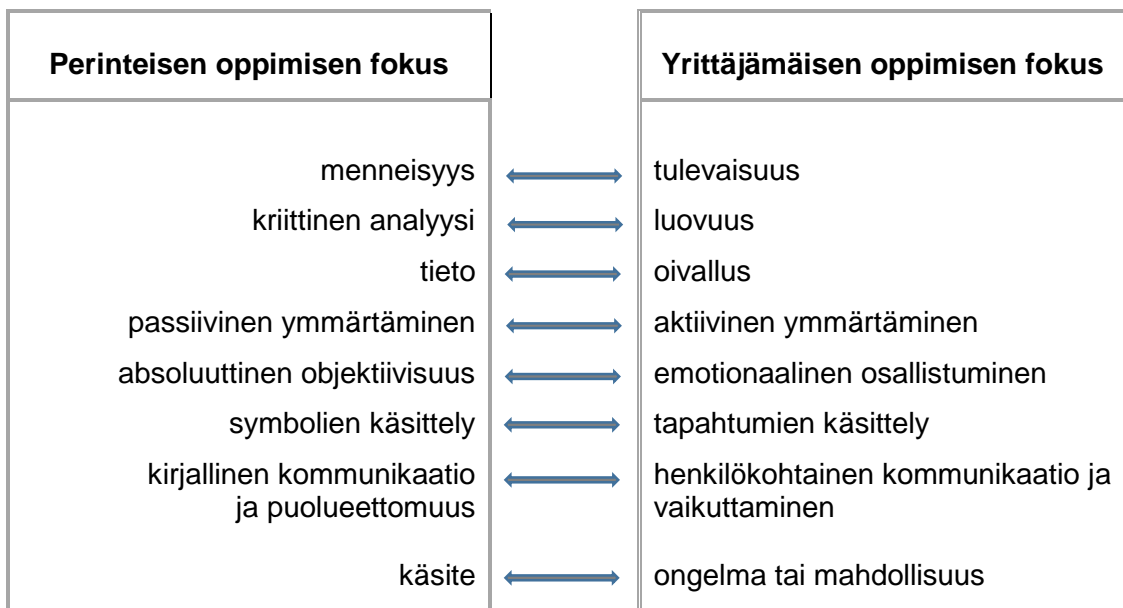 Perinteisen oppimisen fokus
Yrittäjämäisen oppimisen fokus
menneisyys
tulevaisuus
kriittinen analyysi
luovuus
tieto
oivallus
passiivinen ymmärtäminen
aktiivinen ymmärtäminen
absoluuttinen objektiivisuus
emotionaalinen osallistuminen
symbolien käsittely
tapahtumien käsittely
kirjallinen kommunikaatio
ja puolueettomuus
henkilökohtainen kommunikaatio ja
vaikuttaminen
käsite
ongelma tai mahdollisuus